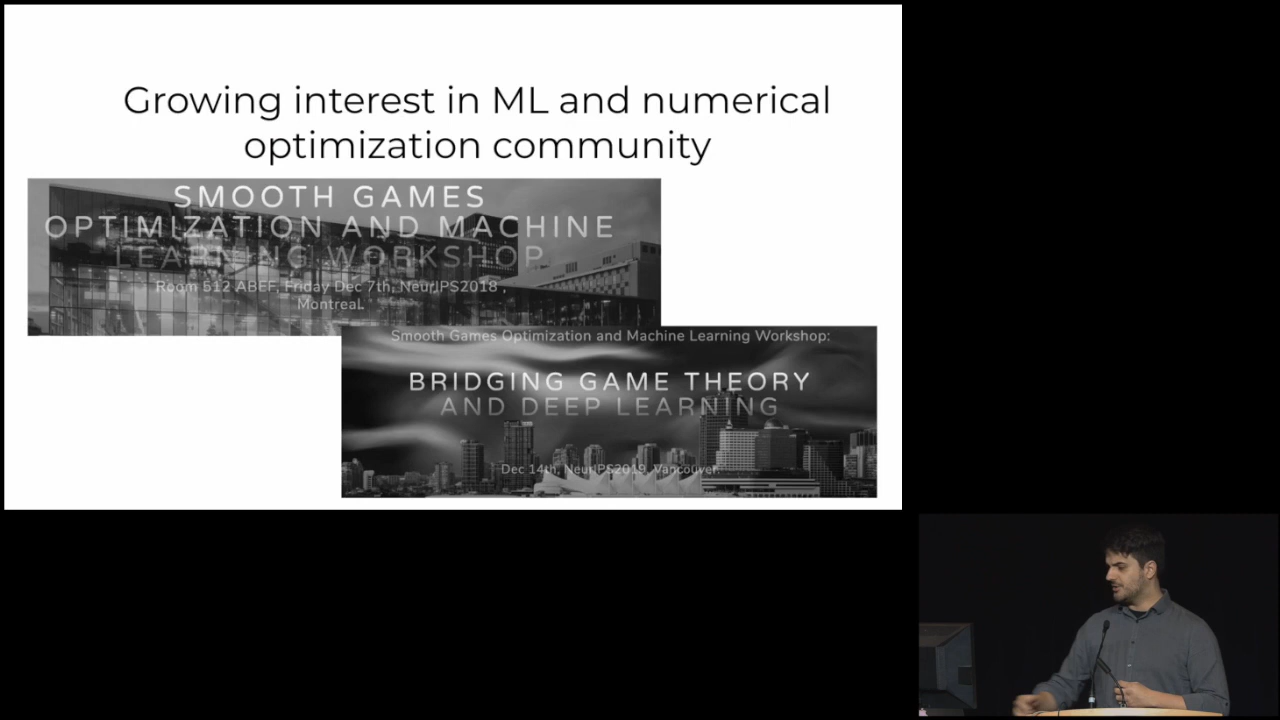 Growing interest in ML and numerical
optimization community
SMOOTH GAMES
OPTIMIZATION AND MACHINE
LEARNING WORKSHOP
Room 512 ABEF, Friday Dec 7th, NeurIPS2018 ,
Montreal.
Smooth Games Optimization and Machine Learning Workshop:
BRIDGING GAME THEORY
AND DEEP LEARNING
Dec 14th, NeurIPS2019, Vancouver.